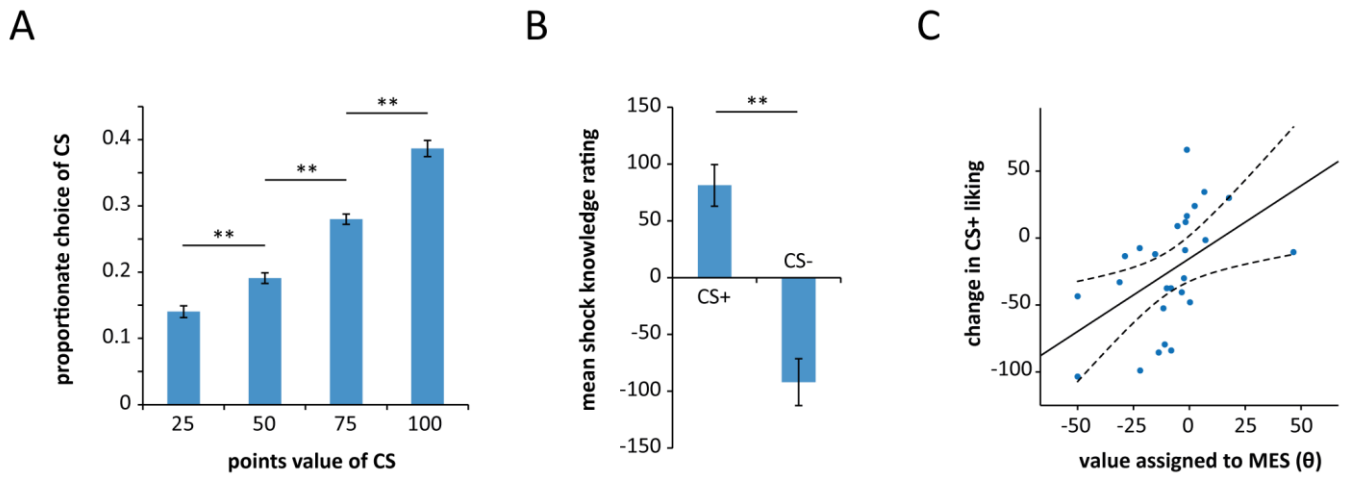 A
B
C
proportionate choice of CS
0.4
0.3
0.2
0.1
0
**
**
**
25 50 75 100
points value of CS
mean shock knowledge rating
150
100
50
0
-50
-100
-150
**
CS+
CS-
change in CS+ liking
50
0
-50
-100
-50 -25 0 25 50
value assigned to MES (θ)